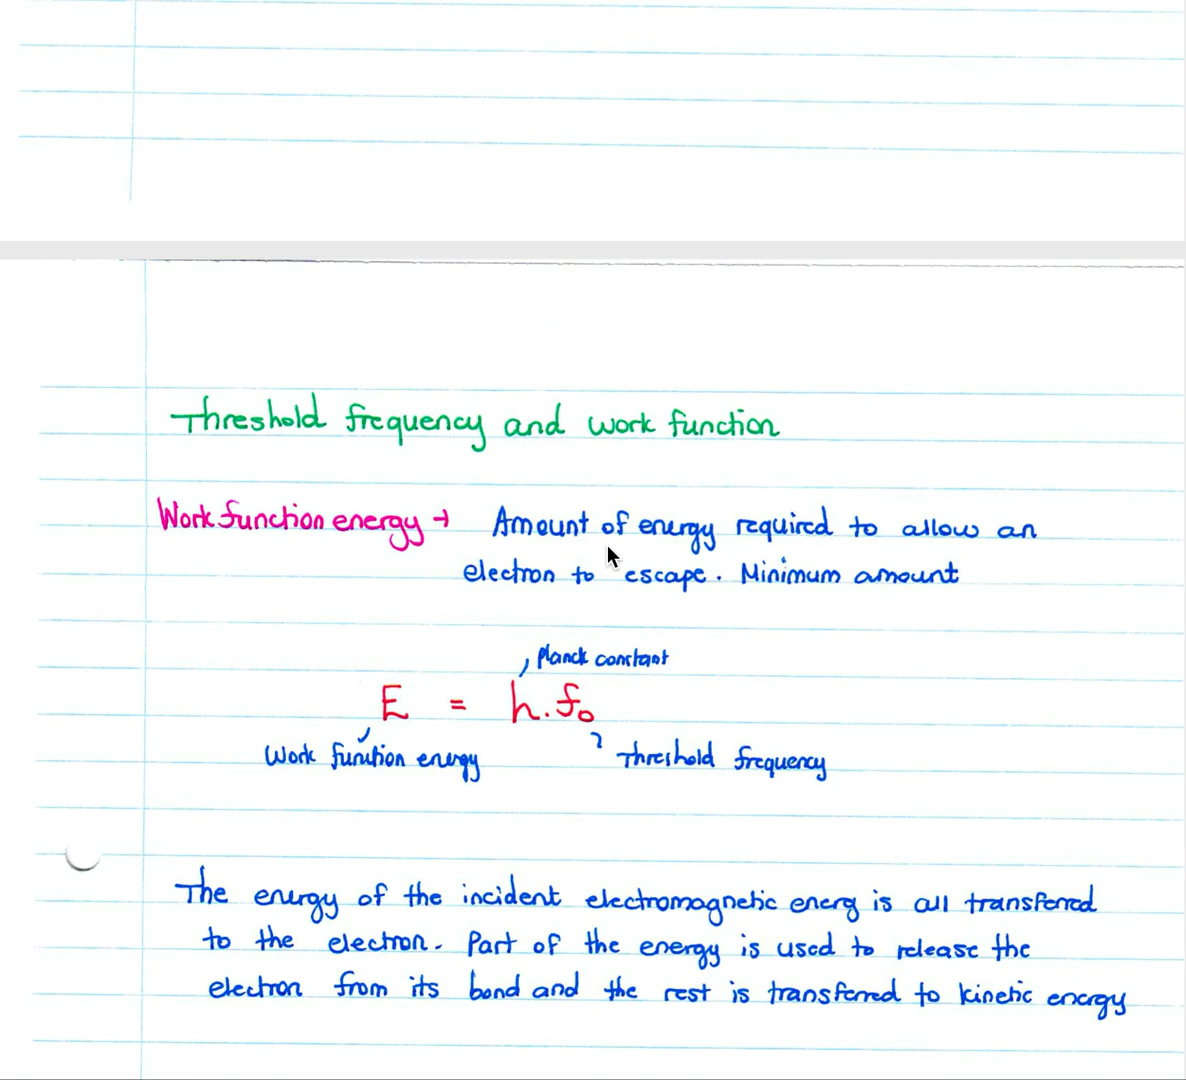 Threshold frequency and work function
Work function energy → Amount of energy required to allow an
electron to escape. Minimum amount
Planck constant
E = h.f₀
Work function energy
Threshold frequency
The energy of the incident electromagnetic energ is all transferred
to the electron. Part of the energy is used to release the
electron from its bond and the rest is transferred to kinetic energy